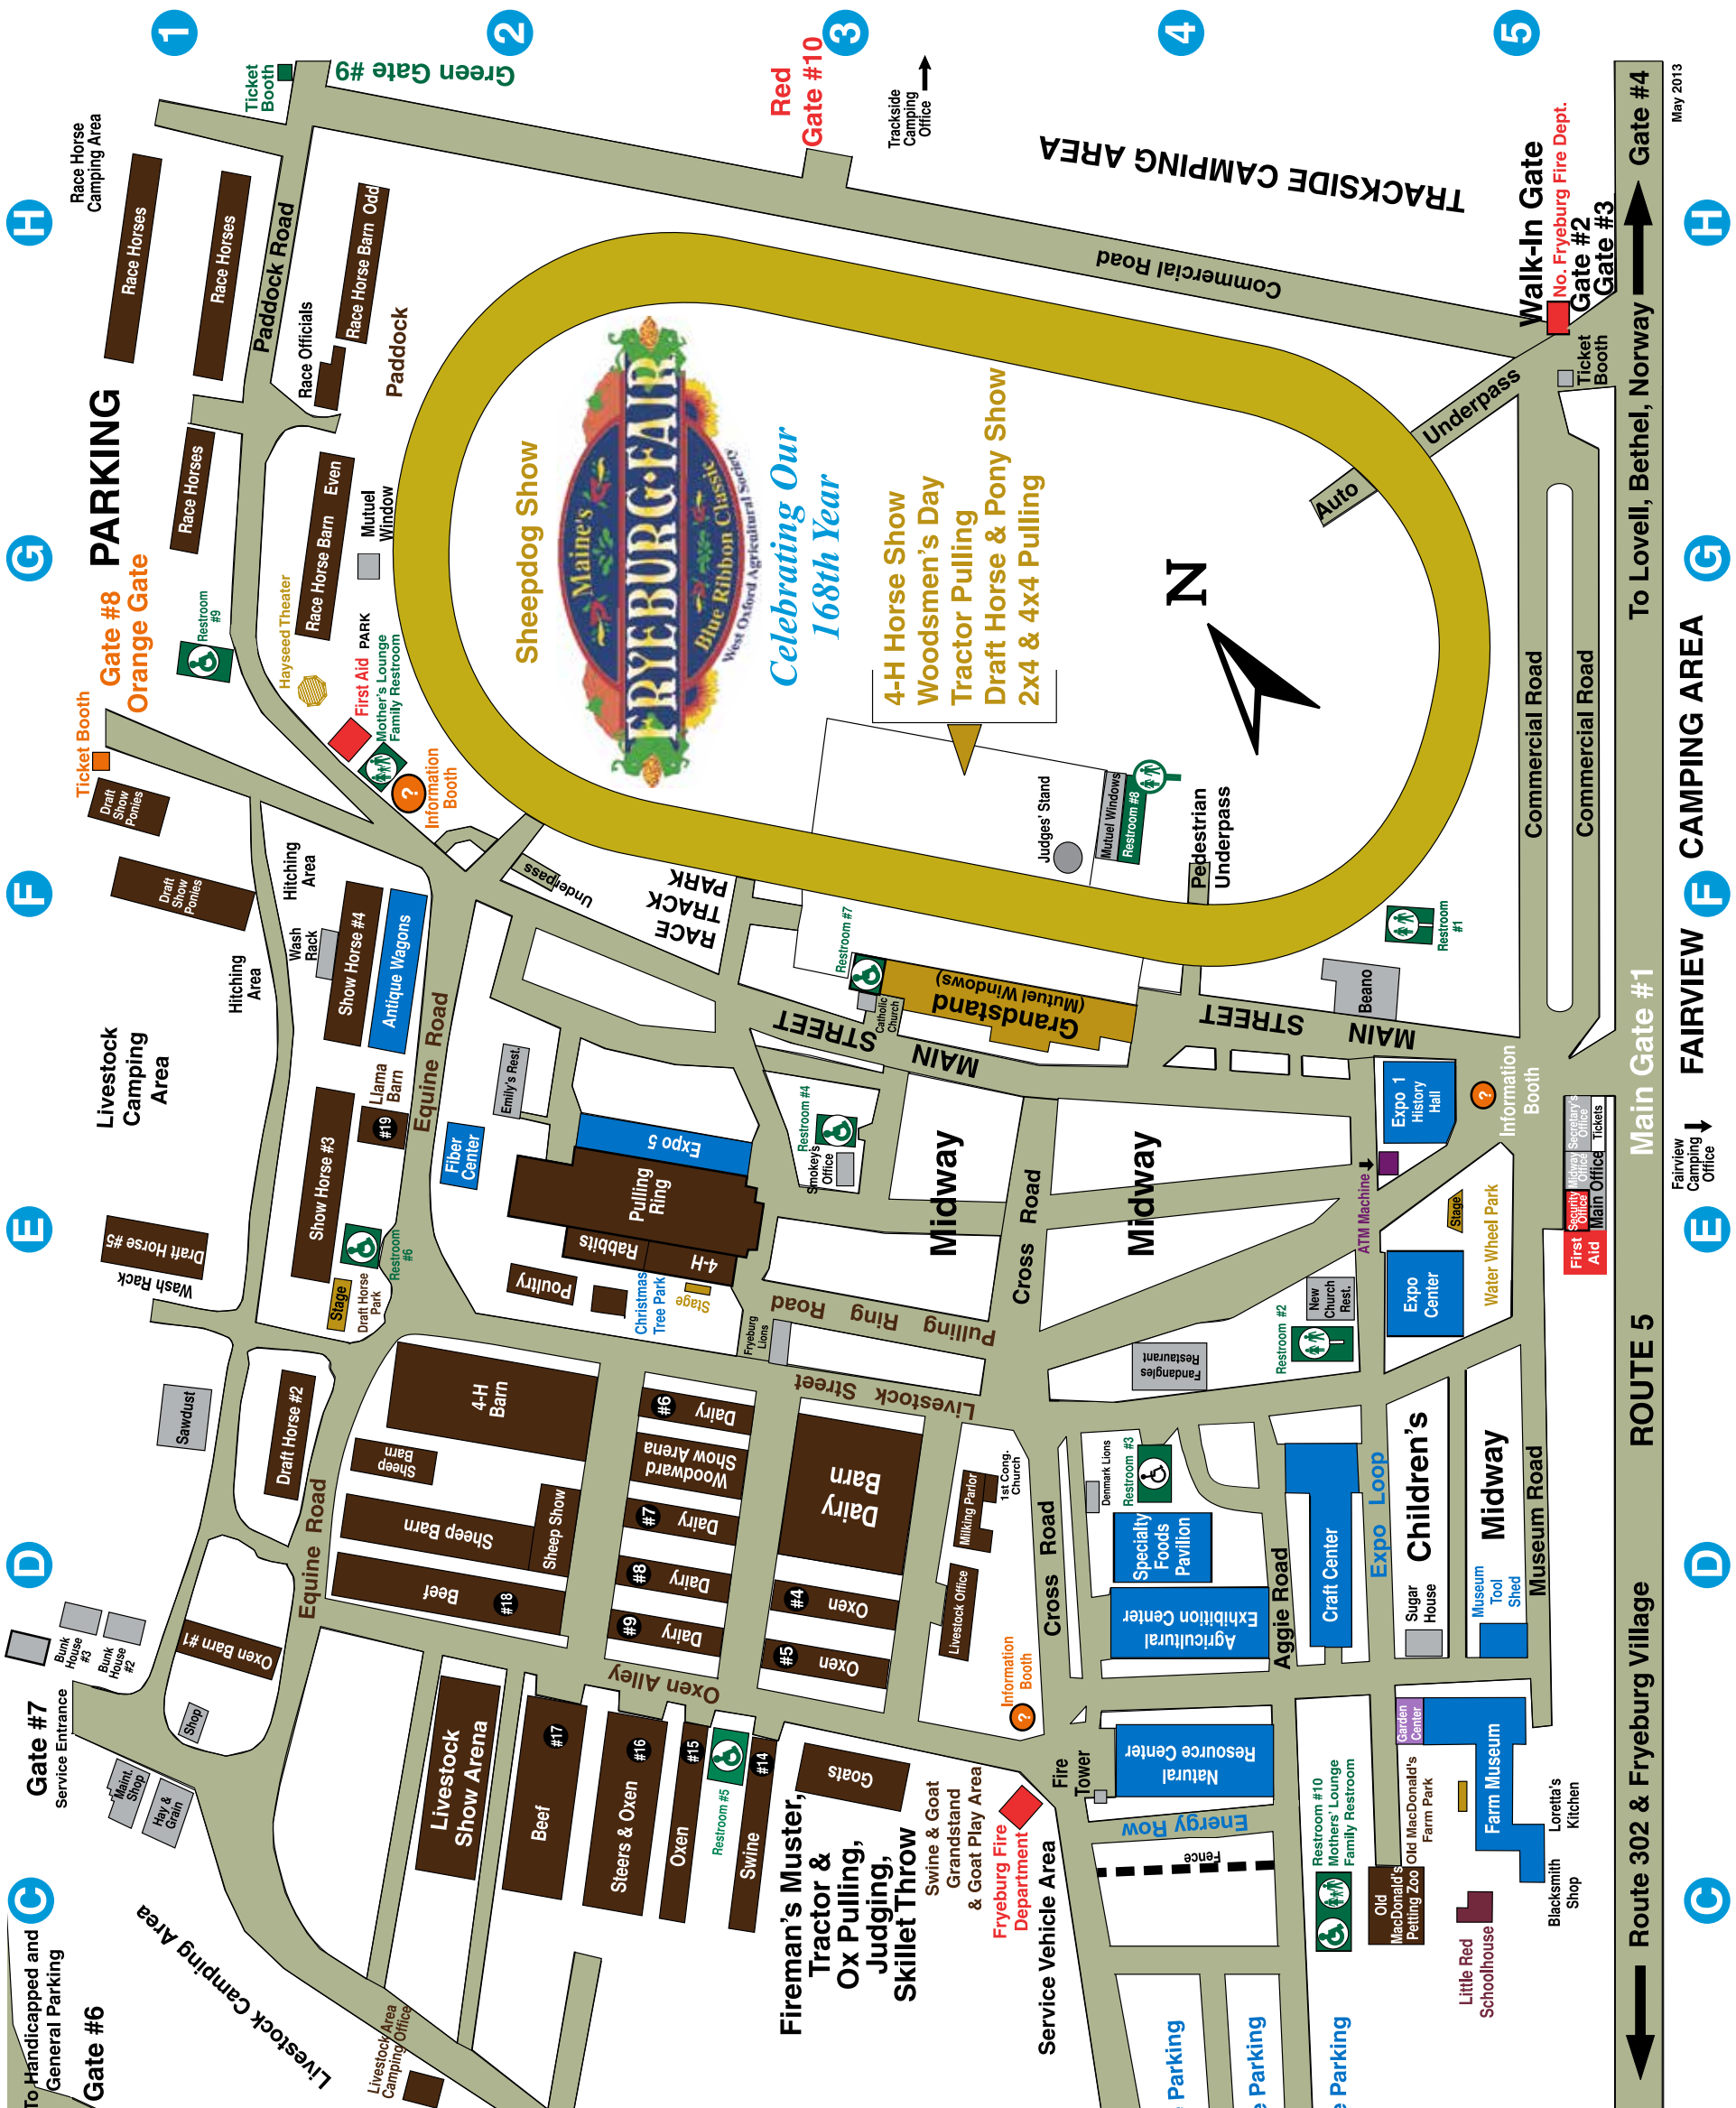 1
2
3
4
5
H
G
F
E
D
C
H
G
F
E
D
C
Race Horse
Camping Area
Ticket
Booth
Green Gate #9
Red
Gate #10
Trackside
Camping
Office
TRACKSIDE CAMPING AREA
May 2013
Gate #4
Walk-In Gate
No. Fryeburg Fire Dept.
Gate #2
Gate #3
Ticket
Booth
To Lovell, Bethel, Norway
Race Horses
Race Horses
Race Horses
Paddock Road
Race Horse Barn Odd
Race Officials
Paddock
Commercial Road
PARKING
Gate #8
Orange Gate
Ticket Booth
Race Horse Barn Even
Mutuel
Window
Restroom
#9
Hayseed Theater
First Aid
PARK
Mother's Lounge
Family Restroom
?
Information
Booth
Sheepdog Show
Maine's
FRYEBURG·FAIR
Blue Ribbon Classic
West Oxford Agricultural Society
Celebrating Our
168th Year
4-H Horse Show
Woodsmen's Day
Tractor Pulling
Draft Horse & Pony Show
2x4 & 4x4 Pulling
N
Auto
Underpass
Judges' Stand
Mutuel Windows
Restroom #8
Pedestrian
Underpass
Commercial Road
Commercial Road
FAIRVIEW CAMPING AREA
Draft
Show
Ponies
Draft
Show
Ponies
Hitching
Area
Hitching
Area
Wash
Rack
Show Horse #4
Antique Wagons
Underpass
RACE
TRACK
PARK
Restroom #7
Catholic
Church
Grandstand
(Mutuel Windows)
MAIN STREET
MAIN STREET
Beano
Restroom
#1
Livestock
Camping
Area
Show Horse #3
#19
Llama
Barn
Equine Road
Fiber
Center
Emily's Rest.
Expo 5
Pulling
Ring
Rabbits
4-H
Poultry
Christmas
Tree Park
Stage
Restroom #4
Smokey's
Office
Midway
Midway
Cross Road
Expo 1
History
Hall
ATM Machine
?
Information
Booth
Main Gate #1
Secretary's
Office
Tickets
Midway
Office
Main Office
Security
Office
First
Aid
Fairview
Camping
Office
Stage
Water Wheel Park
Expo
Center
New
Church
Rest.
Restroom #2
Draft Horse #5
Wash Rack
Stage
Draft Horse
Park
Restroom
#6
Pulling Ring Road
Fryeburg
Lions
Fandangles
Restaurant
ROUTE 5
Sawdust
Draft Horse #2
Equine Road
4-H
Barn
Sheep
Barn
Sheep Barn
Sheep Show
Beef
#18
#6
Dairy
Woodward
Show Arena
#7
Dairy
#8
Dairy
#9
Dairy
Livestock Street
Dairy
Barn
#4
Oxen
#5
Oxen
Milking Parlor
1st Cong.
Church
Livestock Office
Cross Road
Denmark Lions
Restroom #3
Specialty
Foods
Pavilion
Agricultural
Exhibition Center
Aggie Road
Craft Center
Expo Loop
Children's
Midway
Sugar
House
Museum
Tool
Shed
Museum Road
Bunk
House
#3
Bunk
House
#2
Oxen Barn #1
Shop
Gate #7
Service Entrance
Maint.
Shop
Hay &
Grain
Oxen Alley
Livestock
Show Arena
Beef
#17
Steers & Oxen
#16
Oxen
#15
Restroom #5
Swine
#14
Goats
?
Information
Booth
Fire
Tower
Natural
Resource Center
Energy Row
Fence
Garden
Center
Farm Museum
Loretta's
Kitchen
Blacksmith
Shop
Old MacDonald's
Farm Park
Old
MacDonald's
Petting Zoo
Restroom #10
Mothers' Lounge
Family Restroom
Little Red
Schoolhouse
Fireman's Muster,
Tractor &
Ox Pulling,
Judging,
Skillet Throw
Swine & Goat
Grandstand
& Goat Play Area
Fryeburg Fire
Department
Service Vehicle Area
Livestock Camping Area
Livestock Area
Camping Office
To Handicapped and
General Parking
Gate #6
Parking
Parking
Parking
Route 302 & Fryeburg Village